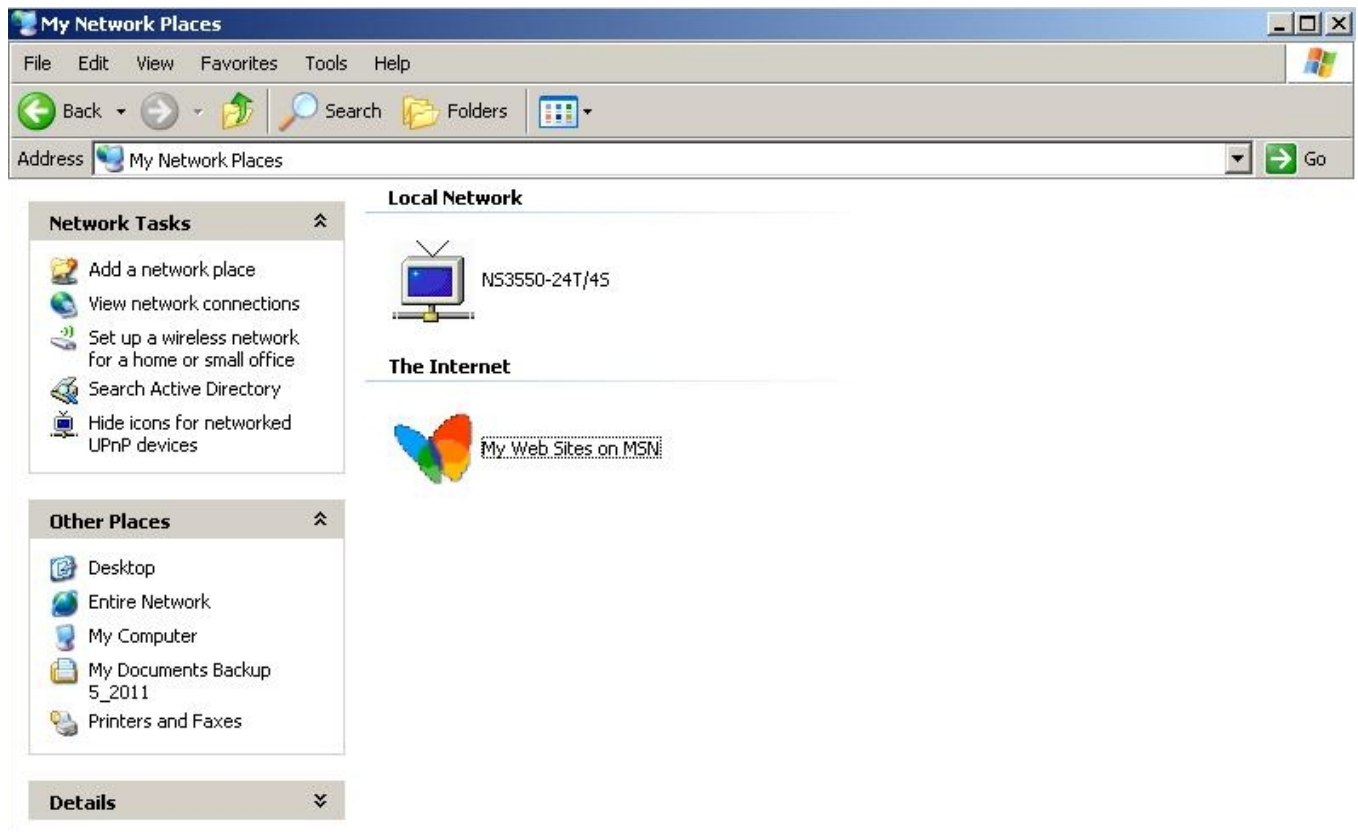 My Network Places
File Edit View Favorites Tools Help
Back Search Folders
Address My Network Places Go
Network Tasks
Add a network place
View network connections
Set up a wireless network
for a home or small office
Search Active Directory
Hide icons for networked
UPnP devices
Other Places
Desktop
Entire Network
My Computer
My Documents Backup
5_2011
Printers and Faxes
Details
Local Network
NS3550-24T/4S
The Internet
My Web Sites on MSN